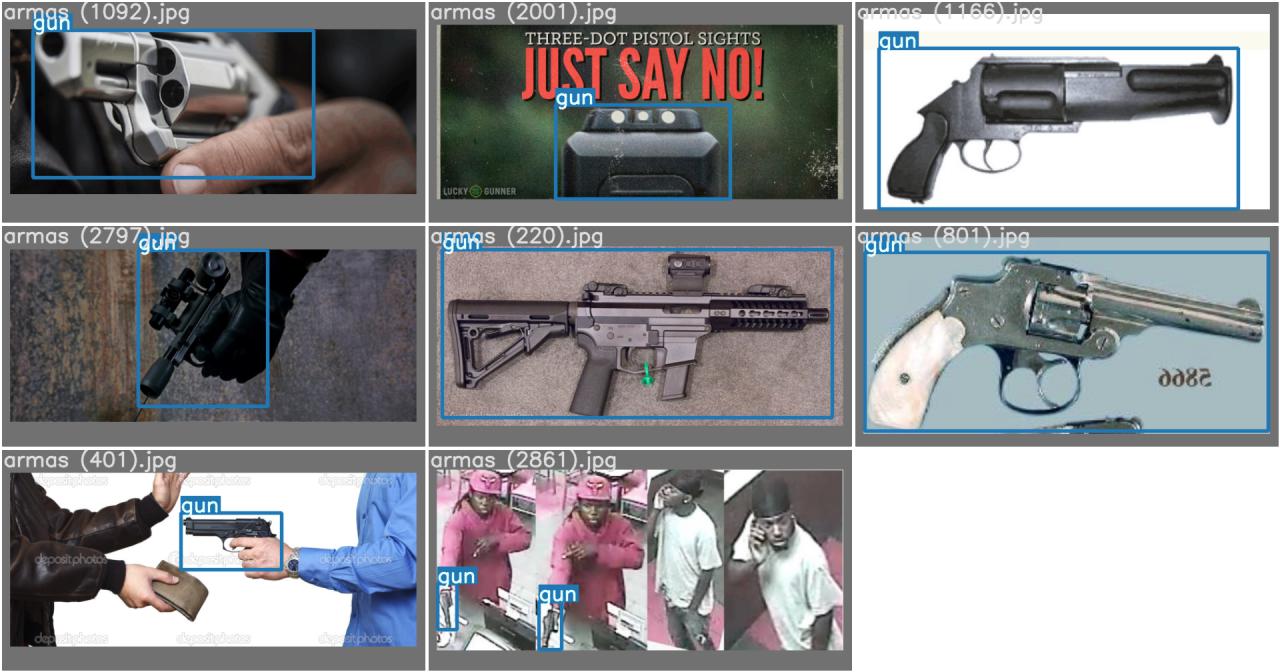 armas (1092).jpg
gun
armas (2001).jpg
THREE-DOT PISTOL SIGHTS
JUST SAY NO!
gun
LUCKY GUNNER
armas (1166).jpg
gun
armas (2797).jpg
gun
armas (220).jpg
gun
armas (801).jpg
gun
5866
armas (401).jpg
depositphotos
depositphotos
gun
depositphotos
depositphotos
depositphotos
depositphotos
depositphotos
depositphotos
armas (2861).jpg
gun
gun